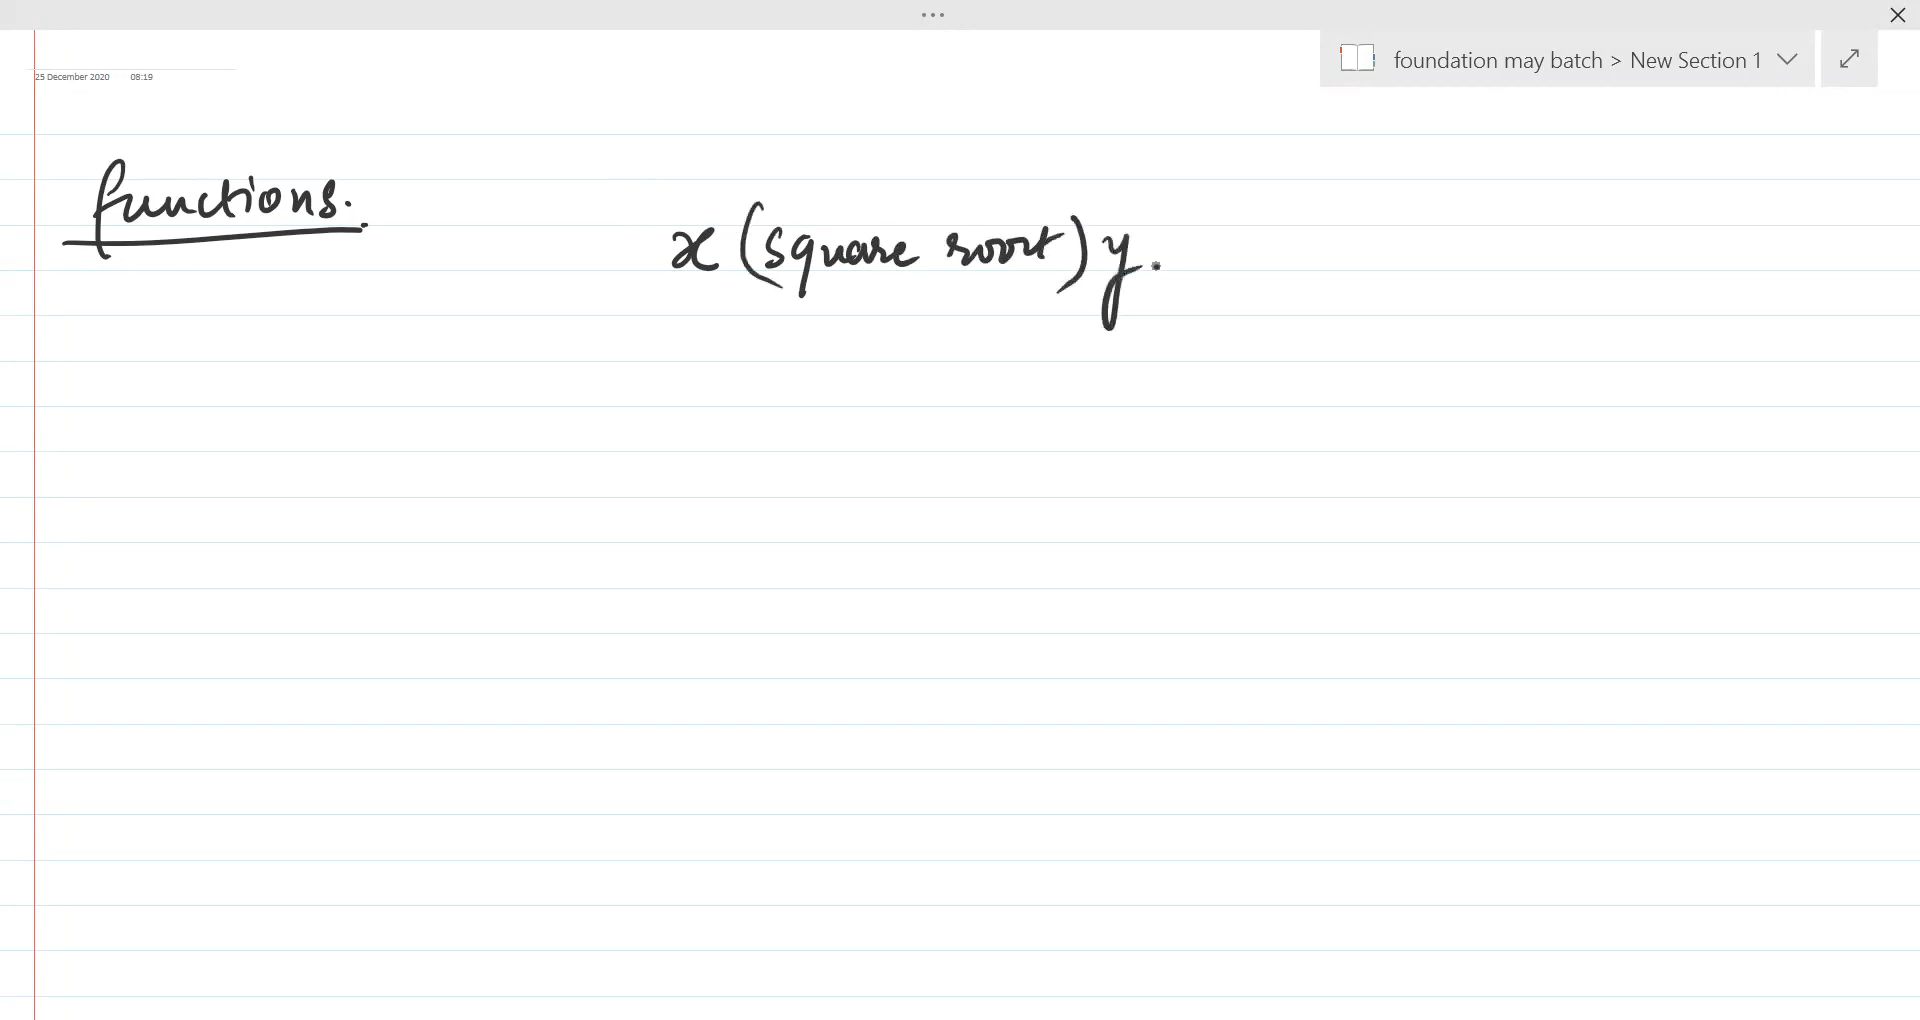 foundation may batch > New Section 1
25 December 2020 08:19
functions.
x (square root) y.